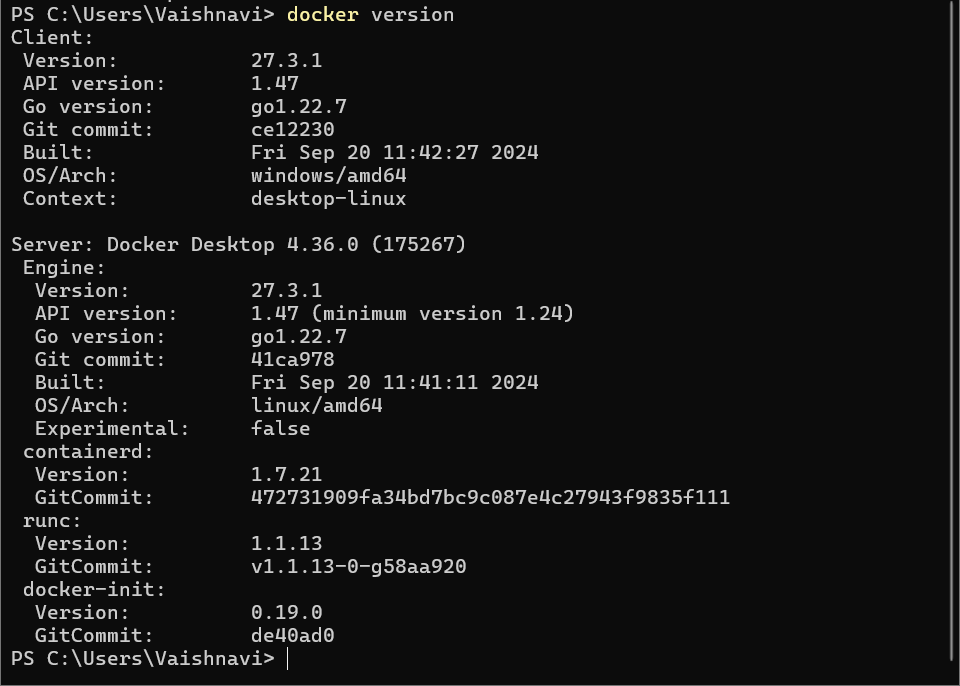 PS C:\Users\Vaishnavi> docker version
Client:
 Version:           27.3.1
 API version:       1.47
 Go version:        go1.22.7
 Git commit:        ce12230
 Built:             Fri Sep 20 11:42:27 2024
 OS/Arch:           windows/amd64
 Context:           desktop-linux

Server: Docker Desktop 4.36.0 (175267)
 Engine:
  Version:          27.3.1
  API version:      1.47 (minimum version 1.24)
  Go version:       go1.22.7
  Git commit:       41ca978
  Built:            Fri Sep 20 11:41:11 2024
  OS/Arch:          linux/amd64
  Experimental:     false
 containerd:
  Version:          1.7.21
  GitCommit:        472731909fa34bd7bc9c087e4c27943f9835f111
 runc:
  Version:          1.1.13
  GitCommit:        v1.1.13-0-g58aa920
 docker-init:
  Version:          0.19.0
  GitCommit:        de40ad0
PS C:\Users\Vaishnavi>